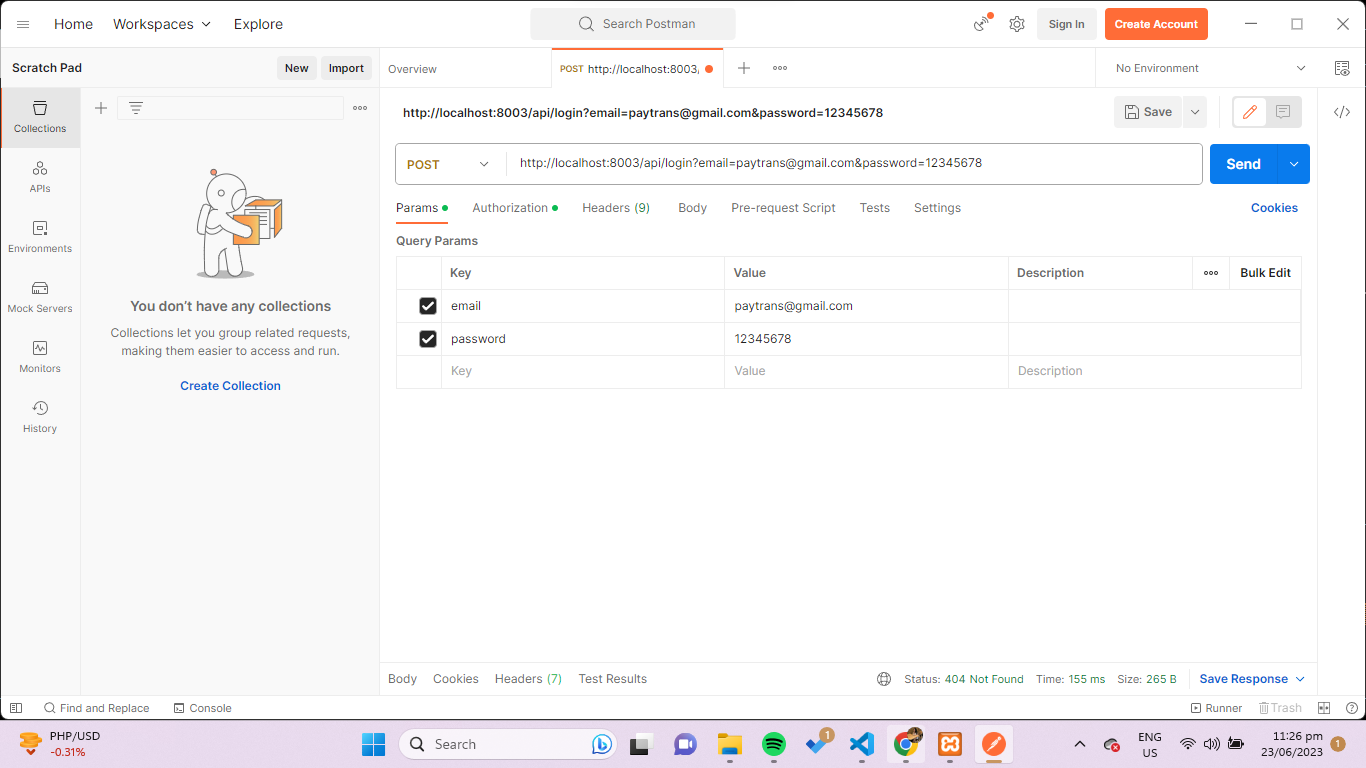 Home Workspaces Explore Search Postman Sign In Create Account
Scratch Pad New Import Overview POST http://localhost:8003, No Environment
Collections
APIs
Environments
Mock Servers
Monitors
History
You don't have any collections
Collections let you group related requests,
making them easier to access and run.
Create Collection
http://localhost:8003/api/login?email=paytrans@gmail.com&password=12345678 Save
POST http://localhost:8003/api/login?email=paytrans@gmail.com&password=12345678 Send
Params Authorization Headers (9) Body Pre-request Script Tests Settings Cookies
Query Params
Key Value Description Bulk Edit
email paytrans@gmail.com
password 12345678
Key Value Description
Body Cookies Headers (7) Test Results Status: 404 Not Found Time: 155 ms Size: 265 B Save Response
Find and Replace Console Runner Trash
PHP/USD
-0.31%
Search
1
ENG
US
11:26 pm
23/06/2023
1